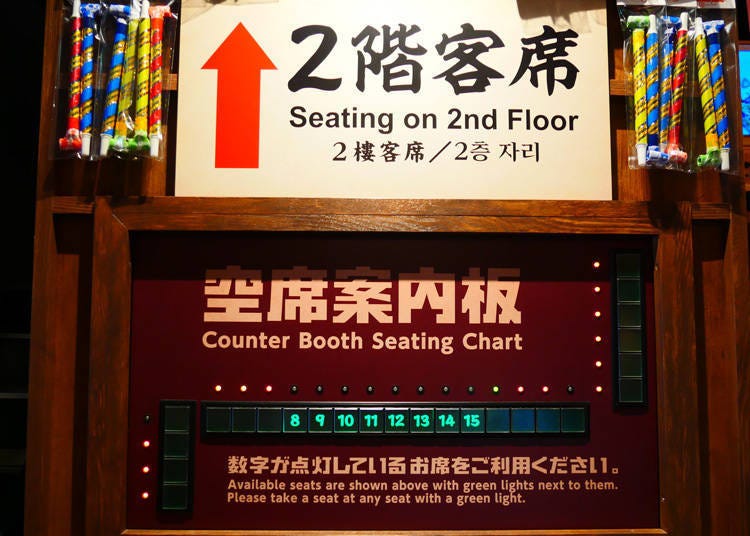 2階客席
Seating on 2nd Floor
2樓客席／2층 자리
空席案内板
Counter Booth Seating Chart
8 9 10 11 12 13 14 15
数字が点灯しているお席をご利用ください。
Available seats are shown above with green lights next to them.
Please take a seat at any seat with a green light.